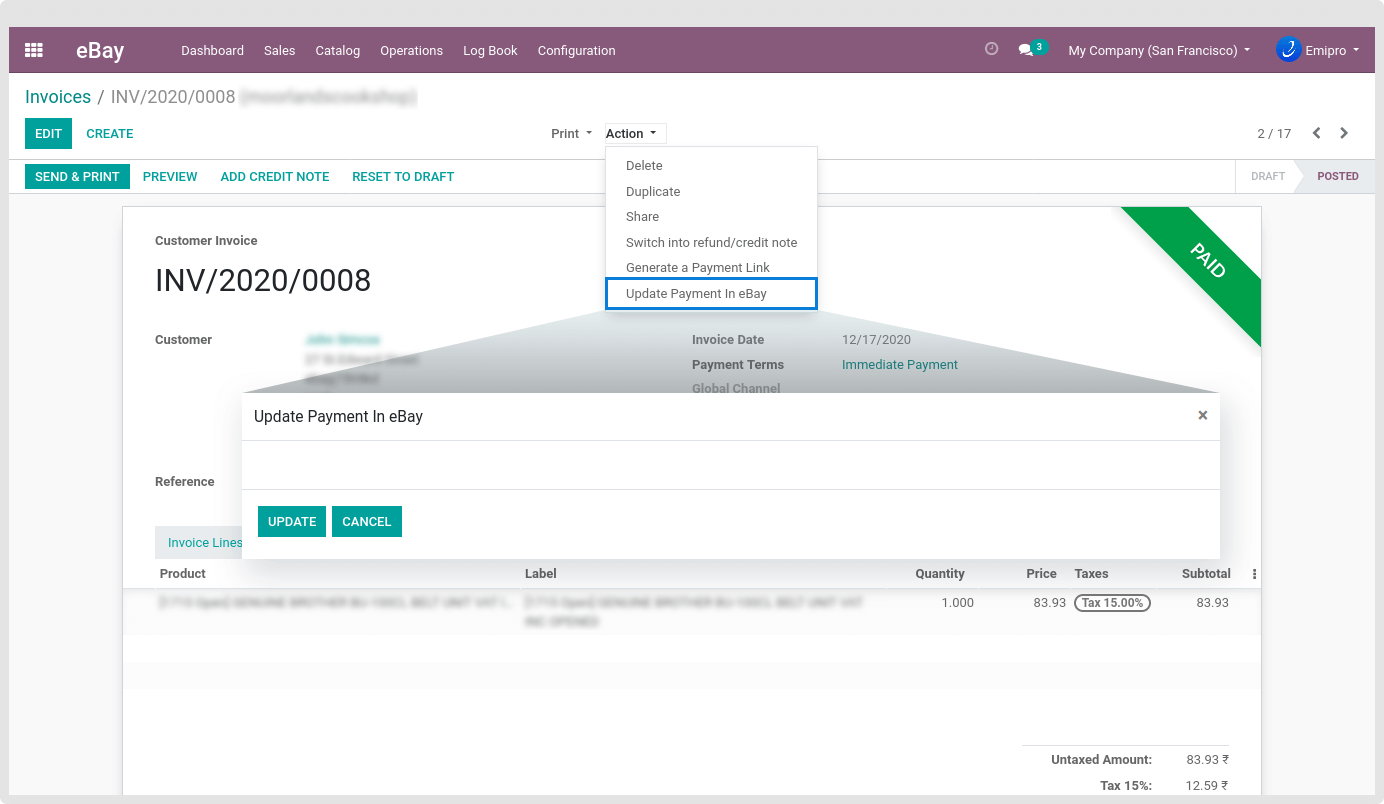 eBay Dashboard Sales Catalog Operations Log Book Configuration 3 My Company (San Francisco) Emipro
Invoices / INV/2020/0008
EDIT CREATE Print Action 2 / 17
SEND & PRINT PREVIEW ADD CREDIT NOTE RESET TO DRAFT DRAFT POSTED
Delete
Duplicate
Share
Switch into refund/credit note
Generate a Payment Link
Update Payment In eBay
Customer Invoice
PAID
INV/2020/0008
Customer Invoice Date 12/17/2020
Payment Terms Immediate Payment
Global Channel
Update Payment In eBay ×
Reference
UPDATE CANCEL
Invoice Lines
Product Label Quantity Price Taxes Subtotal
1.000 83.93 Tax 15.00% 83.93
Untaxed Amount: 83.93 ₹
Tax 15%: 12.59 ₹